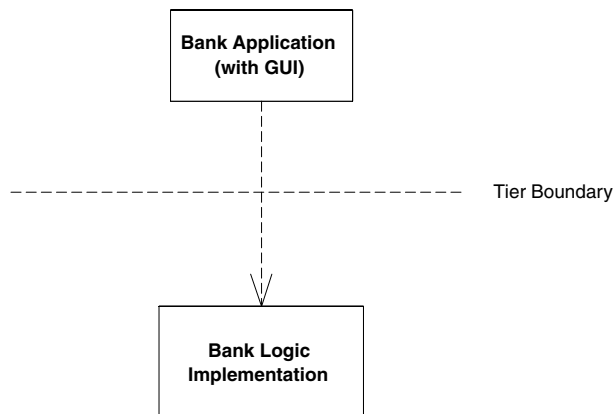 Bank Application
(with GUI)
Tier Boundary
Bank Logic
Implementation